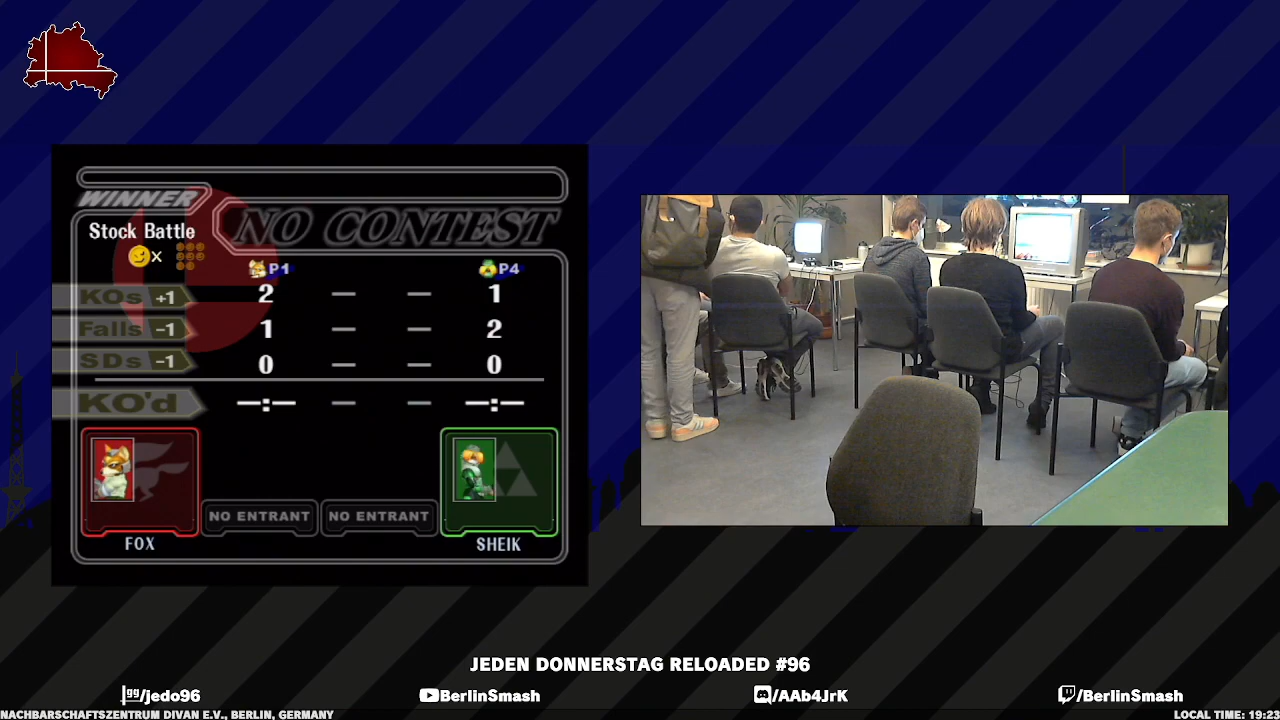 WINNER
NO CONTEST
Stock Battle
×
P1 P4
KOs +1 2 — — 1
Falls -1 1 — — 2
SDs -1 0 — — 0
KO'd —:— — — —:—
NO ENTRANT NO ENTRANT
FOX SHEIK
JEDEN DONNERSTAG RELOADED #96
gg/jedo96 BerlinSmash /AAb4JrK /BerlinSmash
NACHBARSCHAFTSZENTRUM DIVAN E.V., BERLIN, GERMANY LOCAL TIME: 19:23